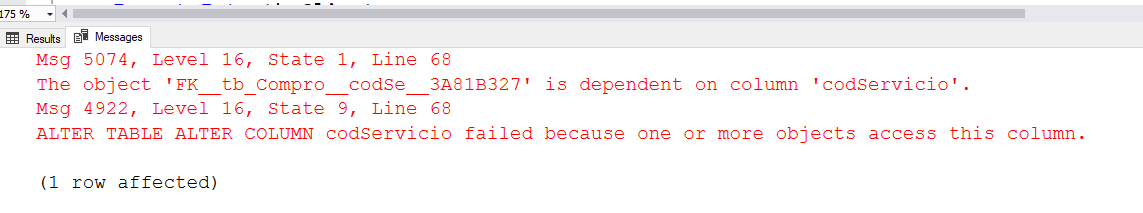 175 %
Results Messages
Msg 5074, Level 16, State 1, Line 68
The object 'FK__tb_Compro__codSe__3A81B327' is dependent on column 'codServicio'.
Msg 4922, Level 16, State 9, Line 68
ALTER TABLE ALTER COLUMN codServicio failed because one or more objects access this column.
(1 row affected)